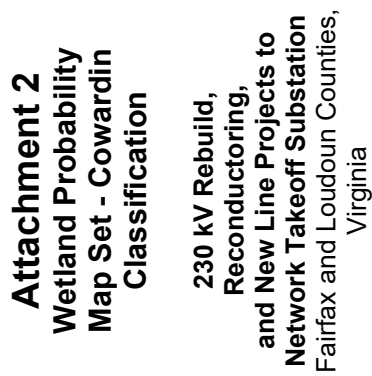 Attachment 2
Wetland Probability
Map Set - Cowardin
Classification
230 kV Rebuild,
Reconductoring,
and New Line Projects to
Network Takeoff Substation
Fairfax and Loudoun Counties,
Virginia